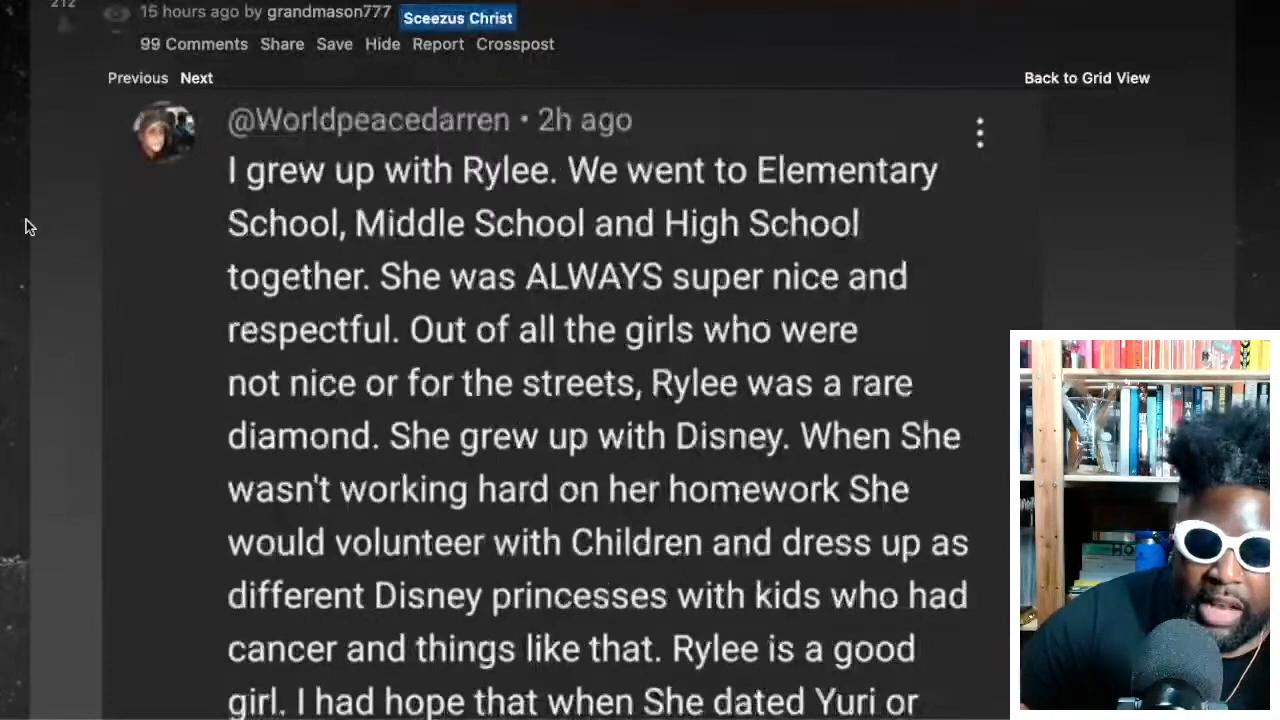 212
15 hours ago by grandmason777 Sceezus Christ
99 Comments Share Save Hide Report Crosspost
Previous Next Back to Grid View
@Worldpeacedarren • 2h ago
I grew up with Rylee. We went to Elementary
School, Middle School and High School
together. She was ALWAYS super nice and
respectful. Out of all the girls who were
not nice or for the streets, Rylee was a rare
diamond. She grew up with Disney. When She
wasn't working hard on her homework She
would volunteer with Children and dress up as
different Disney princesses with kids who had
cancer and things like that. Rylee is a good
girl. I had hope that when She dated Yuri or